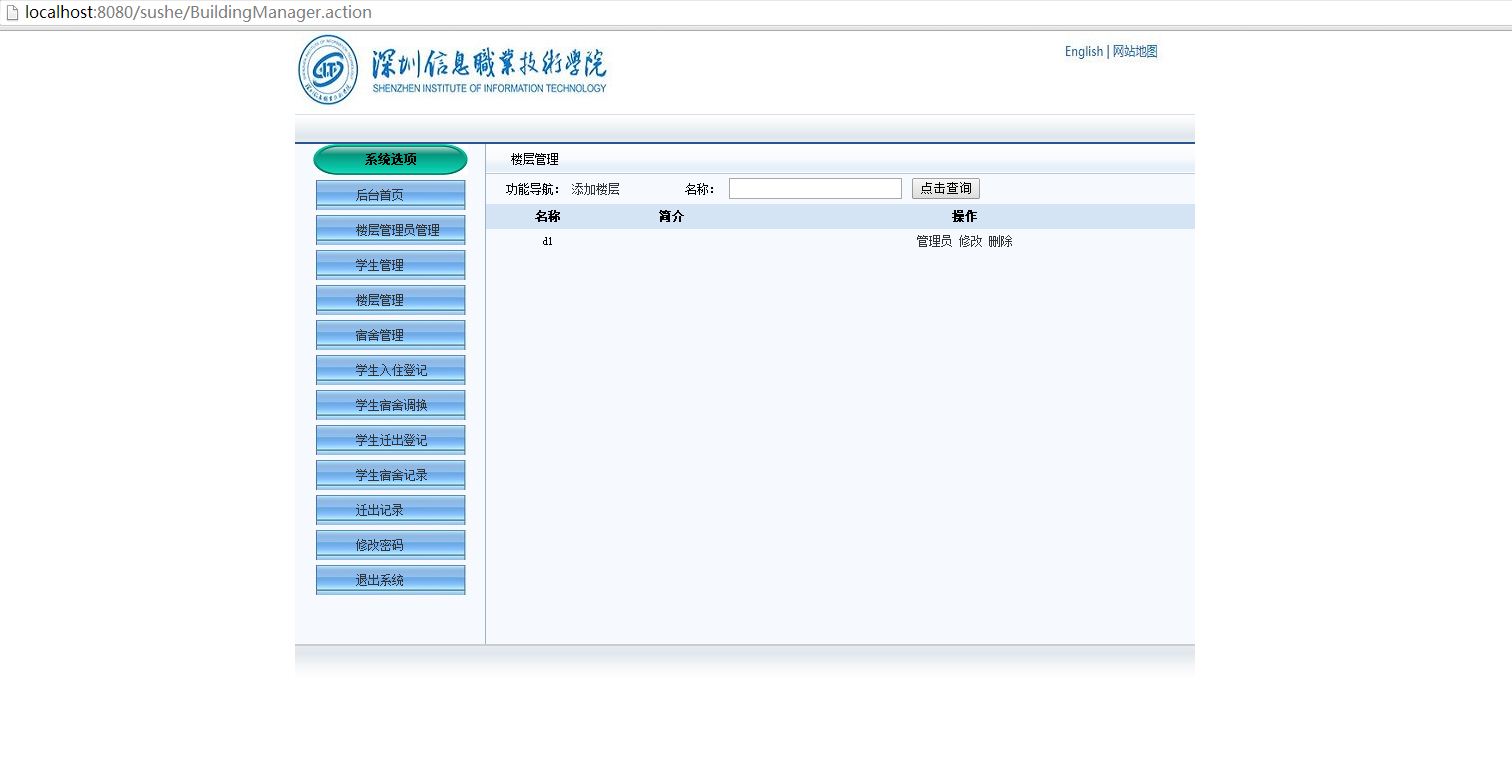 localhost:8080/sushe/BuildingManager.action
深圳信息職業技術學院
SHENZHEN INSTITUTE OF INFORMATION TECHNOLOGY
English | 网站地图
系统选项
后台首页
楼层管理员管理
学生管理
楼层管理
宿舍管理
学生入住登记
学生宿舍调换
学生迁出登记
学生宿舍记录
迁出记录
修改密码
退出系统
楼层管理
功能导航: 添加楼层 名称: 点击查询
名称 简介 操作
d1 管理员 修改 删除